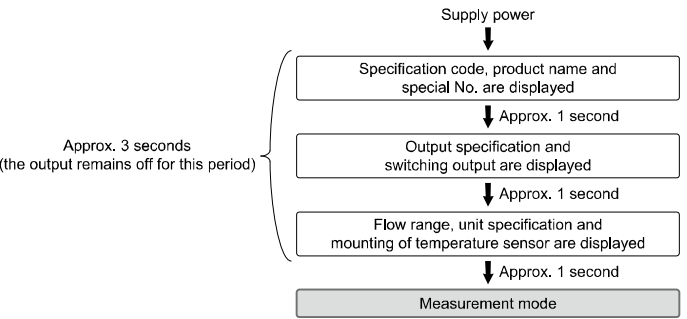 Supply power
Specification code, product name and
special No. are displayed
Approx. 1 second
Approx. 3 seconds
(the output remains off for this period)
Output specification and
switching output are displayed
Approx. 1 second
Flow range, unit specification and
mounting of temperature sensor are displayed
Approx. 1 second
Measurement mode